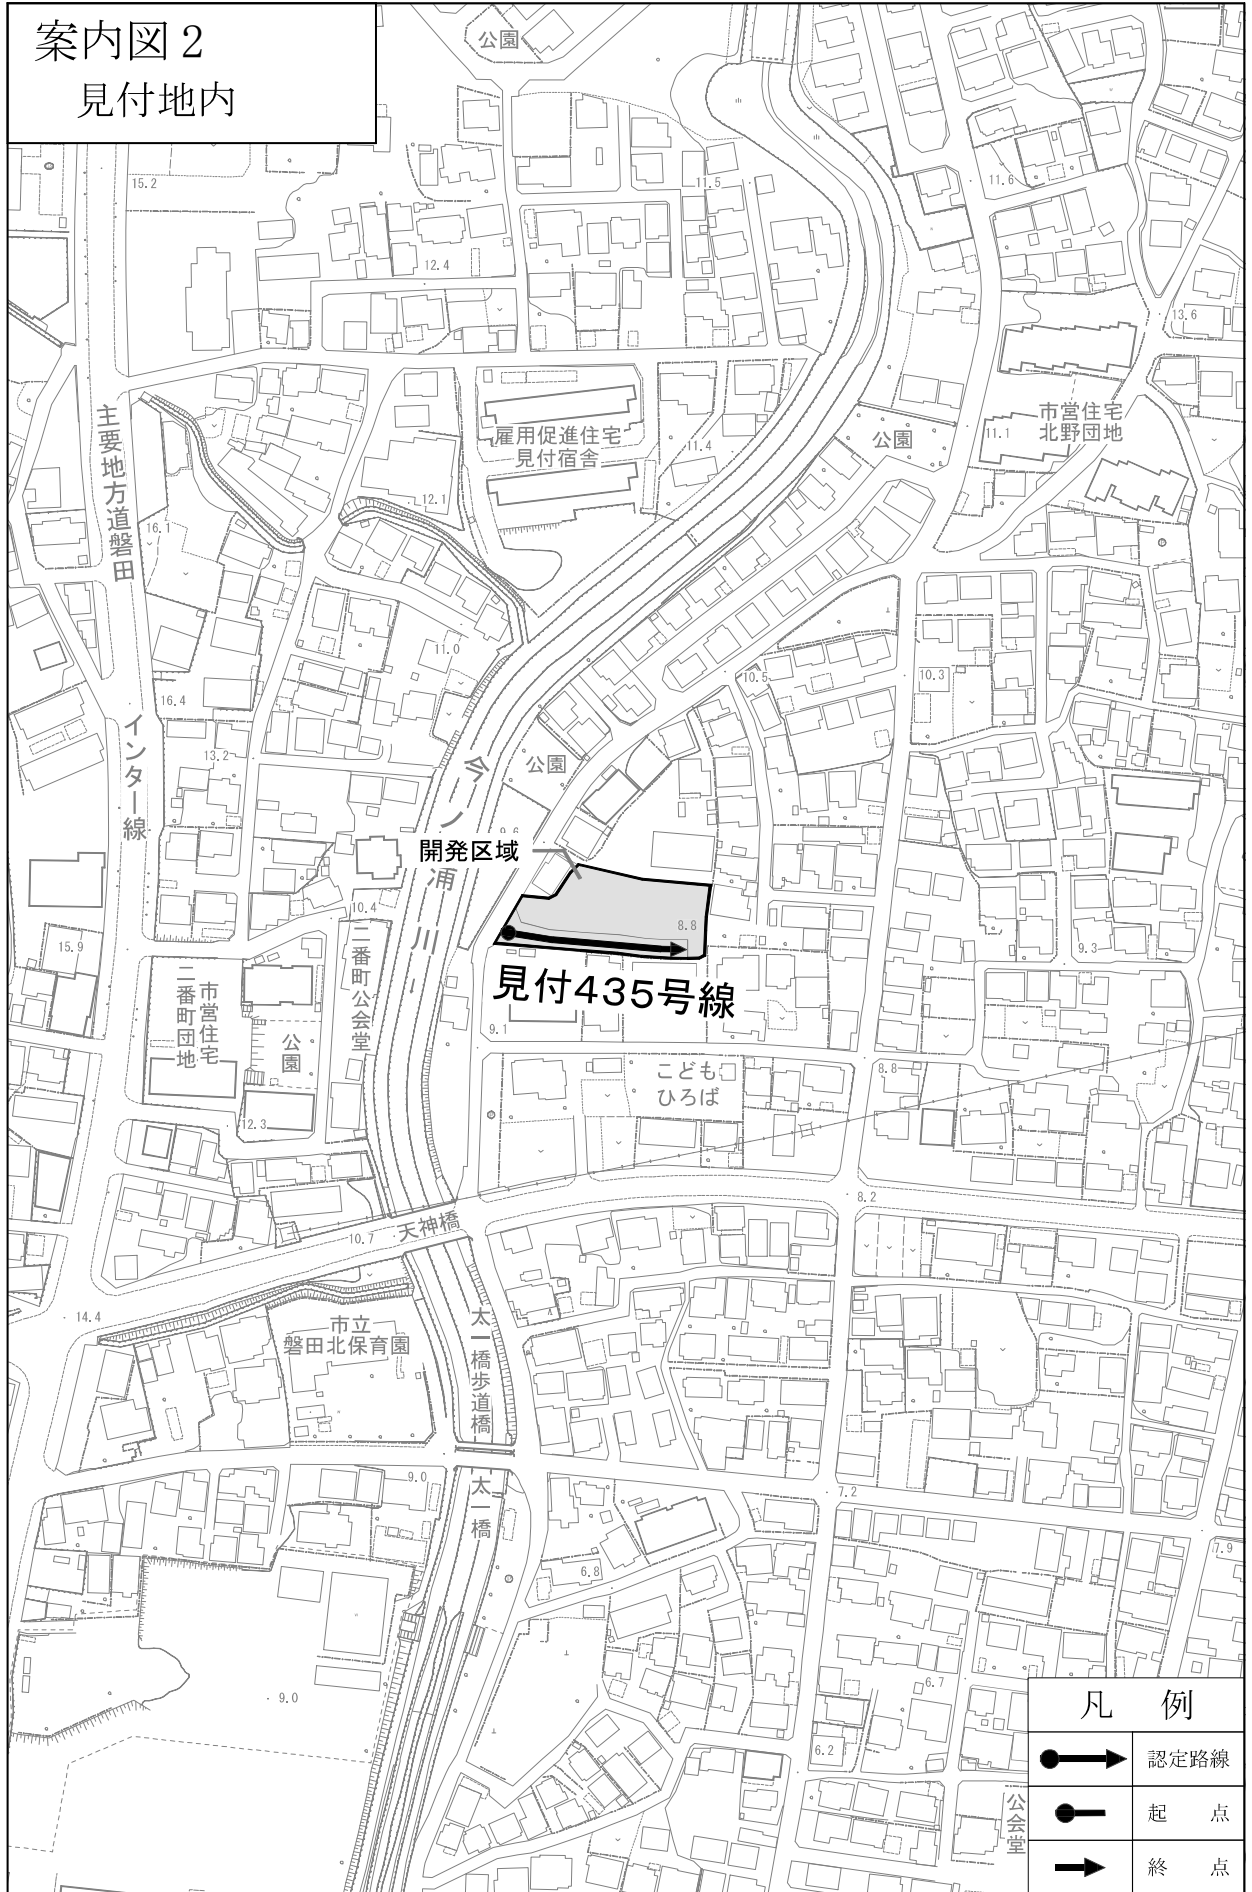 案内図2
見付地内
公園
15.2
11.5
11.6
12.4
13.6
主要地方道磐田
インター線
雇用促進住宅
見付宿舎
11.4
公園
11.1
市営住宅
北野団地
12.1
16.1
11.0
10.5
10.3
16.4
13.2
今ノ浦川
公園
9.6
開発区域
8.8
10.4
15.9
9.3
二番町公会堂
市営住宅
二番町団地
公園
見付435号線
9.1
こども
ひろば
8.8
12.3
8.2
天神橋
10.7
14.4
市立
磐田北保育園
太一橋歩道橋
9.0
太一橋
7.2
7.9
6.8
9.0
6.7
6.2
公会堂
凡　例
認定路線
起　点
終　点